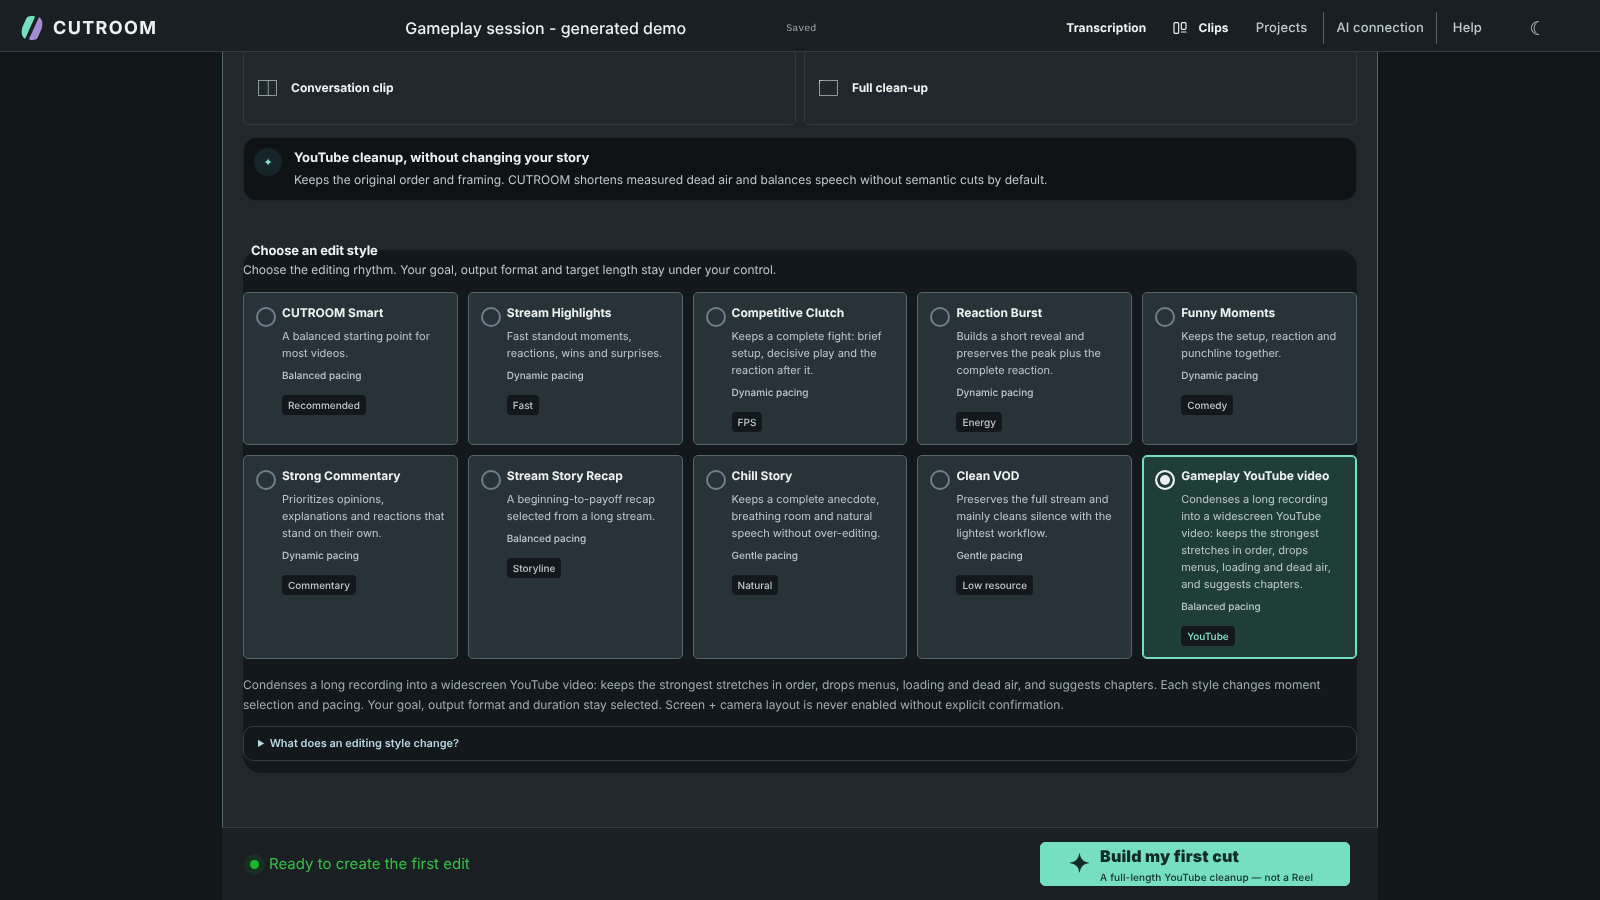 CUTROOM
Gameplay session - generated demo
Saved
Transcription
Clips
Projects
AI connection
Help
Conversation clip
Full clean-up
YouTube cleanup, without changing your story
Keeps the original order and framing. CUTROOM shortens measured dead air and balances speech without semantic cuts by default.
Choose an edit style
Choose the editing rhythm. Your goal, output format and target length stay under your control.
CUTROOM Smart
A balanced starting point for
most videos.
Balanced pacing
Recommended
Stream Highlights
Fast standout moments,
reactions, wins and surprises.
Dynamic pacing
Fast
Competitive Clutch
Keeps a complete fight: brief
setup, decisive play and the
reaction after it.
Dynamic pacing
FPS
Reaction Burst
Builds a short reveal and
preserves the peak plus the
complete reaction.
Dynamic pacing
Energy
Funny Moments
Keeps the setup, reaction and
punchline together.
Dynamic pacing
Comedy
Strong Commentary
Prioritizes opinions,
explanations and reactions that
stand on their own.
Dynamic pacing
Commentary
Stream Story Recap
A beginning-to-payoff recap
selected from a long stream.
Balanced pacing
Storyline
Chill Story
Keeps a complete anecdote,
breathing room and natural
speech without over-editing.
Gentle pacing
Natural
Clean VOD
Preserves the full stream and
mainly cleans silence with the
lightest workflow.
Gentle pacing
Low resource
Gameplay YouTube video
Condenses a long recording
into a widescreen YouTube
video: keeps the strongest
stretches in order, drops
menus, loading and dead air,
and suggests chapters.
Balanced pacing
YouTube
Condenses a long recording into a widescreen YouTube video: keeps the strongest stretches in order, drops menus, loading and dead air, and suggests chapters. Each style changes moment
selection and pacing. Your goal, output format and duration stay selected. Screen + camera layout is never enabled without explicit confirmation.
What does an editing style change?
Ready to create the first edit
Build my first cut
A full-length YouTube cleanup — not a Reel